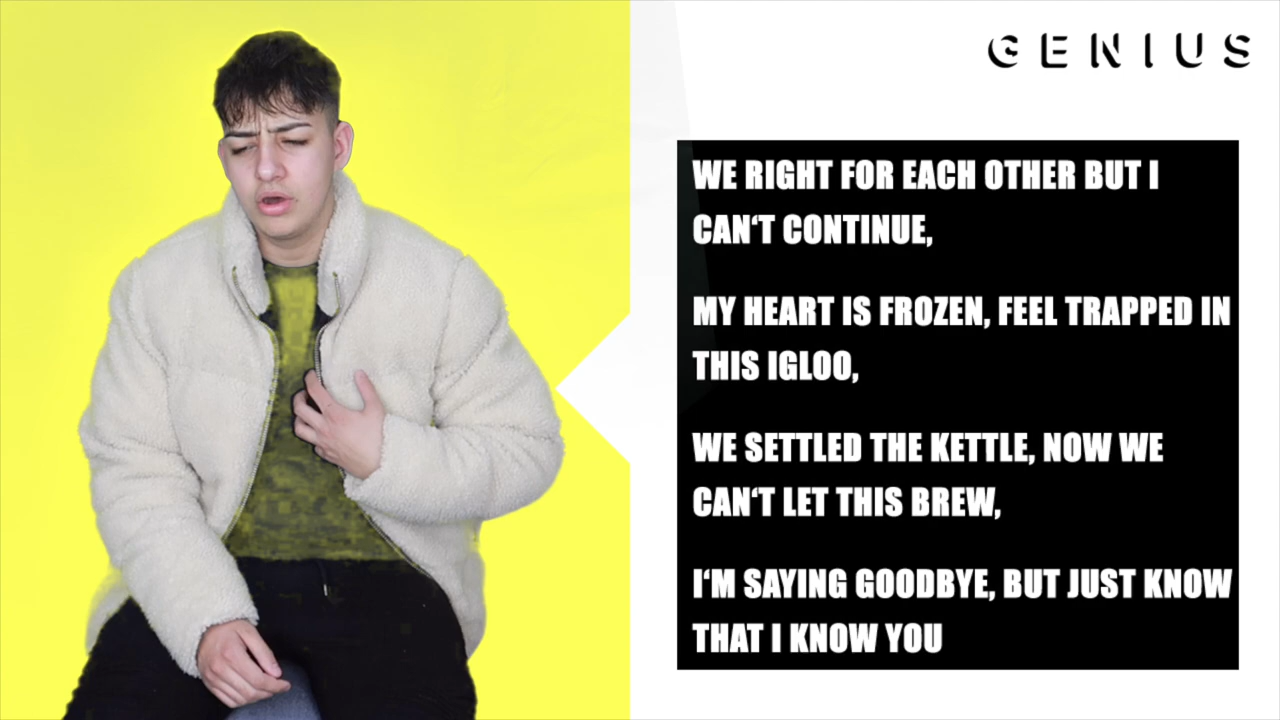 GENIUS
WE RIGHT FOR EACH OTHER BUT I
CAN‘T CONTINUE,
MY HEART IS FROZEN, FEEL TRAPPED IN
THIS IGLOO,
WE SETTLED THE KETTLE, NOW WE
CAN‘T LET THIS BREW,
I‘M SAYING GOODBYE, BUT JUST KNOW
THAT I KNOW YOU